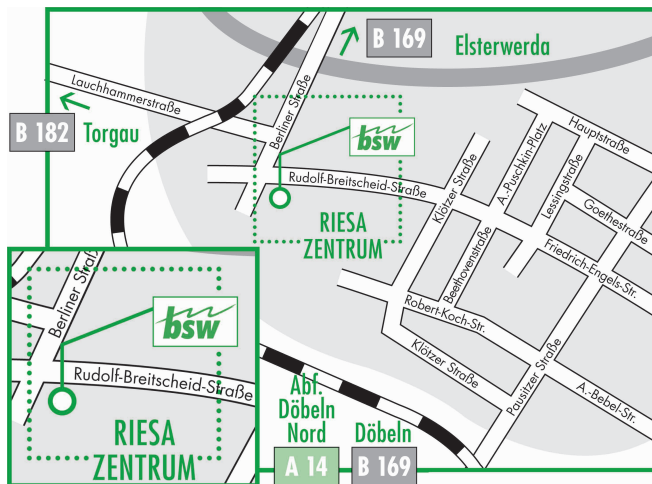 B 169
Elsterwerda
Lauchhammerstraße
B 182
Torgau
Berliner Straße
bsw
Rudolf-Breitscheid-Straße
RIESA
ZENTRUM
Klötzer Straße
A.-Puschkin-Platz
Hauptstraße
Lessingstraße
Goethestraße
Beethovenstraße
Friedrich-Engels-Str.
Robert-Koch-Str.
Klötzer Straße
Pausitzer Straße
A.-Bebel-Str.
Berliner Straße
bsw
Rudolf-Breitscheid-Straße
RIESA
ZENTRUM
Abf.
Döbeln
Nord
A 14
Döbeln
B 169